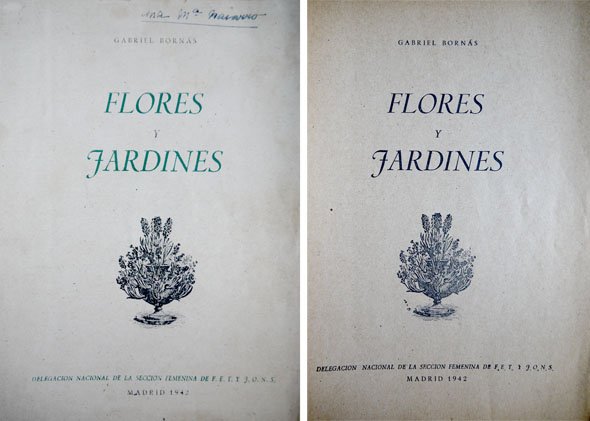 GABRIEL BORNÁS
FLORES
Y
JARDINES
DELEGACION NACIONAL DE LA SECCION FEMENINA DE F. E. T. Y J. O. N. S.
MADRID 1942
GABRIEL BORNÁS
FLORES
Y
JARDINES
DELEGACION NACIONAL DE LA SECCION FEMENINA DE F. E. T. Y J. O. N. S.
MADRID 1942